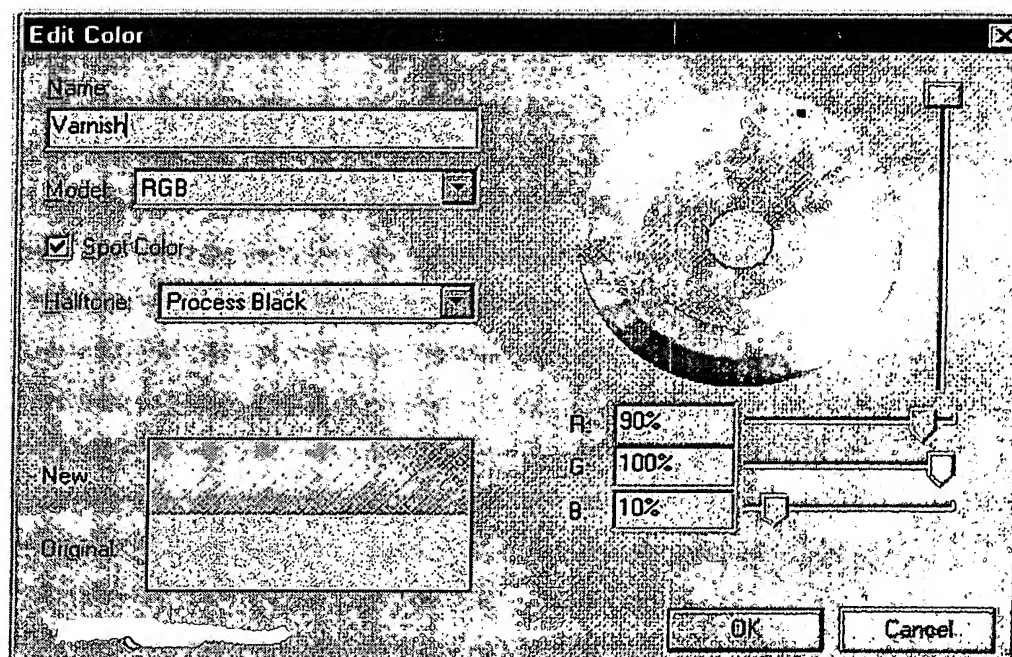 Edit Color
Name:
Varnish
Model: RGB
Spot Color
Halftone: Process Black
R: 90%
G: 100%
B: 10%
New
Original:
OK Cancel